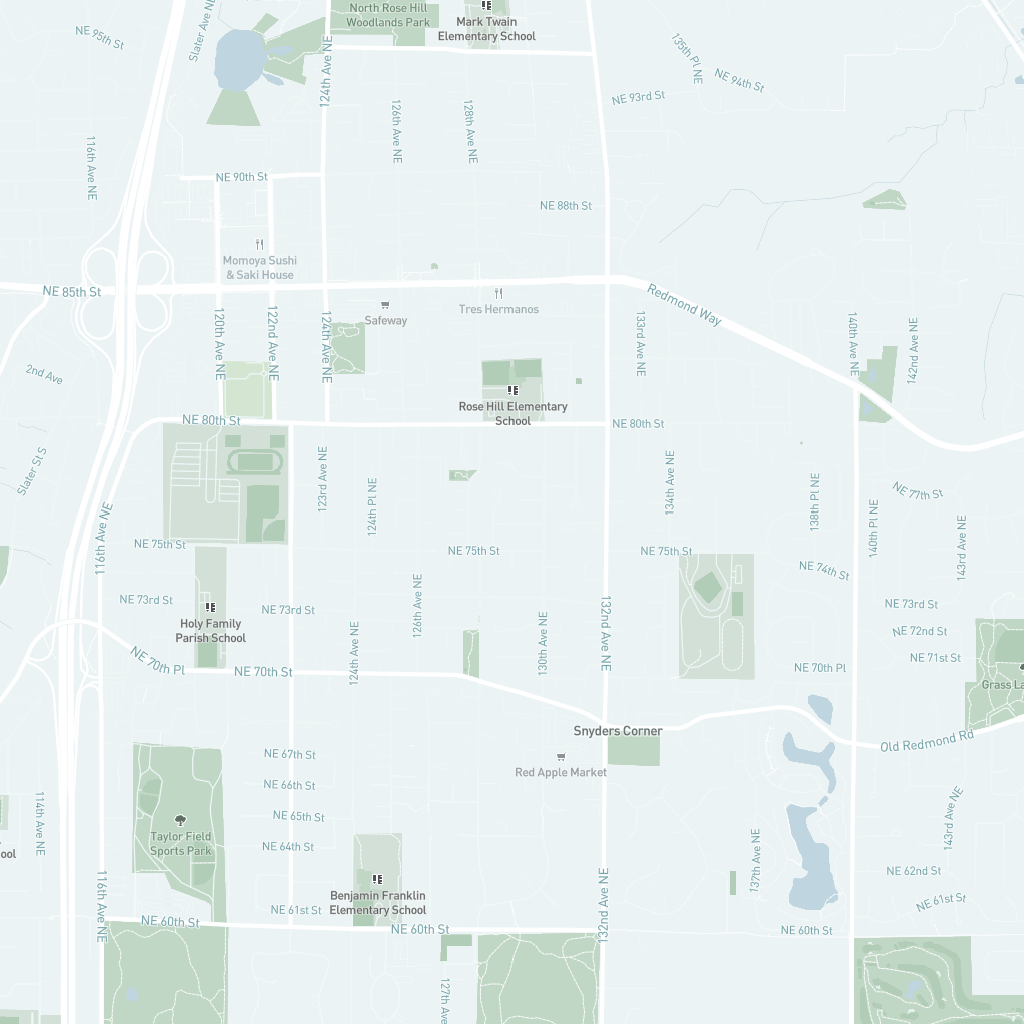 North Rose Hill
Woodlands Park
Mark Twain
Elementary School
Slater Ave NE
NE 95th St
124th Ave NE
135th Pl NE
NE 94th St
NE 93rd St
126th Ave NE
128th Ave NE
116th Ave NE
NE 90th St
NE 88th St
Momoya Sushi
& Saki House
NE 85th St
Redmond Way
Tres Hermanos
Safeway
120th Ave NE
122nd Ave NE
124th Ave NE
133rd Ave NE
140th Ave NE
142nd Ave NE
2nd Ave
Rose Hill Elementary
School
NE 80th St
NE 80th St
Slater St S
123rd Ave NE
124th Pl NE
134th Ave NE
138th Pl NE
NE 77th St
140th Pl NE
143rd Ave NE
116th Ave NE
NE 75th St
NE 75th St
NE 75th St
NE 74th St
126th Ave NE
NE 73rd St
NE 73rd St
NE 73rd St
Holy Family
Parish School
132nd Ave NE
130th Ave NE
124th Ave NE
NE 72nd St
NE 71st St
NE 70th Pl
NE 70th St
NE 70th Pl
Grass La
Snyders Corner
Old Redmond Rd
NE 67th St
Red Apple Market
NE 66th St
NE 65th St
114th Ave NE
Taylor Field
Sports Park
143rd Ave NE
NE 64th St
ool
137th Ave NE
NE 62nd St
116th Ave NE
Benjamin Franklin
Elementary School
132nd Ave NE
NE 61st St
NE 61st St
NE 60th St
NE 60th St
NE 60th St
127th A